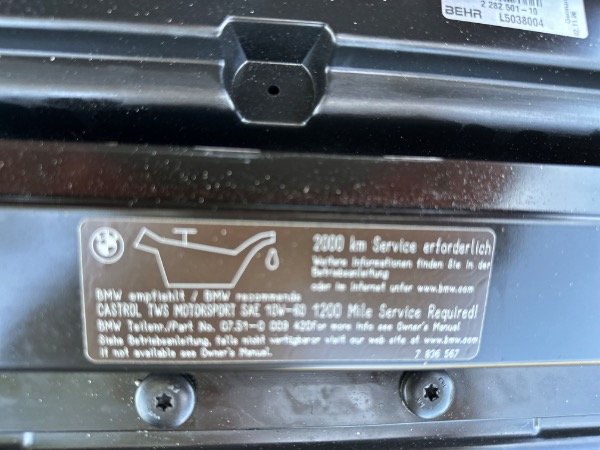 2 282 501-10
BEHR L5038004
2000 km Service erforderlich
Weitere Informationen finden Sie in der
Betriebsanleitung
oder im Internet unter www.bmw.com
BMW empfiehlt / BMW recommends
CASTROL TWS MOTORSPORT SAE 10W-60 1200 Mile Service Required!
BMW Teilenr./Part No. 07.51-0 009 420 For more info see Owner's Manual
Siehe Betriebsanleitung, falls nicht verfügbar visit our web site at www.bmw.com
If not available see Owner's Manual 7 836 567